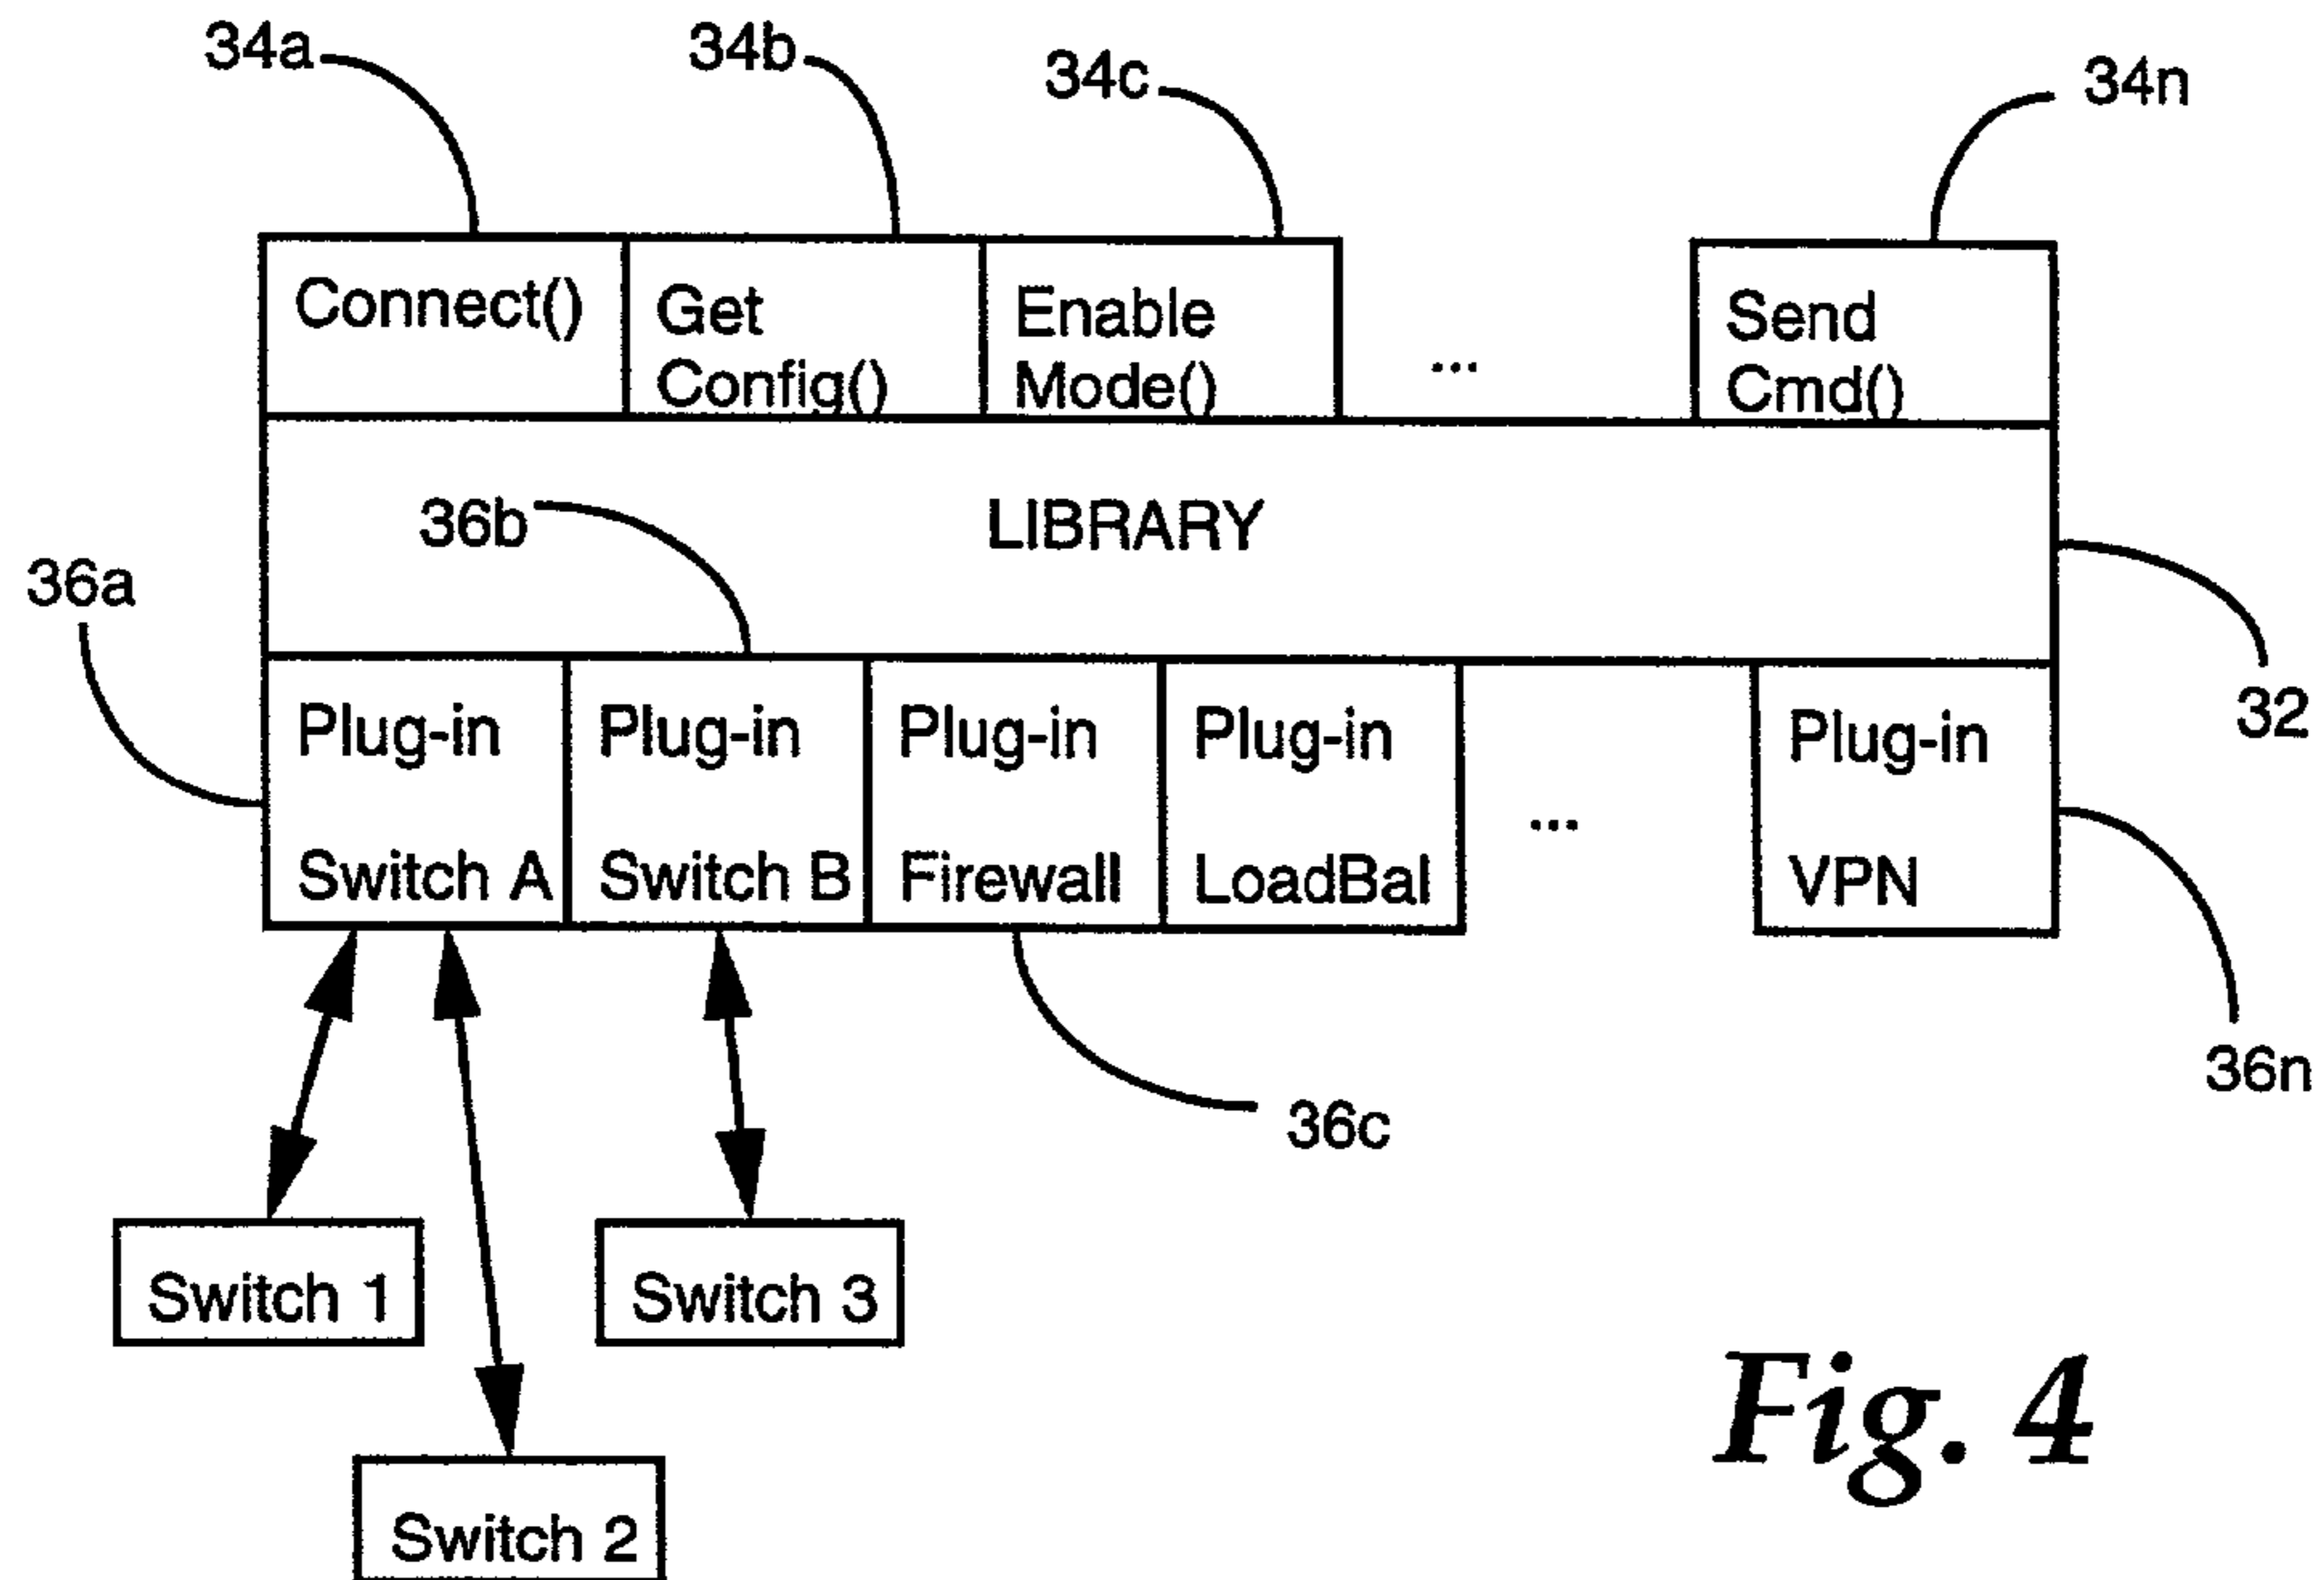 34a
34b
34c
34n
Connect()
Get
Config()
Enable
Mode()
...
Send
Cmd()
36b
LIBRARY
36a
32
Plug-in
Switch A
Plug-in
Switch B
Plug-in
Firewall
Plug-in
LoadBal
...
Plug-in
VPN
36n
36c
Switch 1
Switch 3
Switch 2
Fig. 4